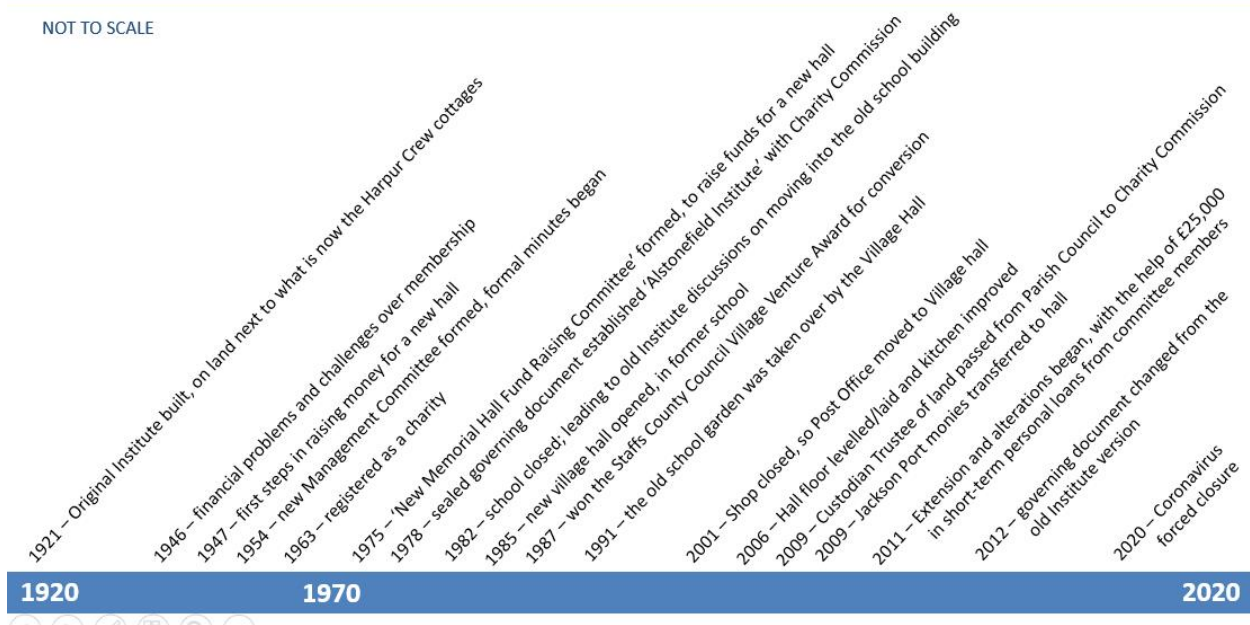 NOT TO SCALE
1921 – Original Institute built, on land next to what is now the Harpur Crew cottages
1946 – financial problems and challenges over membership
1947 – first steps in raising money for a new hall
1954 – new Management Committee formed, formal minutes began
1963 – registered as a charity
1975 – ‘New Memorial Hall Fund Raising Committee’ formed, to raise funds for a new hall
1978 – sealed governing document established ‘Alstonefield Institute’ with Charity Commission
1982 – school closed; leading to old Institute discussions on moving into the old school building
1985 – new village hall opened, in former school
1987 – won the Staffs County Council Village Venture Award for conversion
1991 – the old school garden was taken over by the Village Hall
2001 – Shop closed, so Post Office moved to Village hall
2006 – Hall floor levelled/laid and kitchen improved
2009 – Custodian Trustee of land passed from Parish Council to Charity Commission
2009 – Jackson Port monies transferred to hall
2011 – Extension and alterations began, with the help of £25,000
in short-term personal loans from committee members
2012 – governing document changed from the
old Institute version
2020 – Coronavirus
forced closure
1920
1970
2020